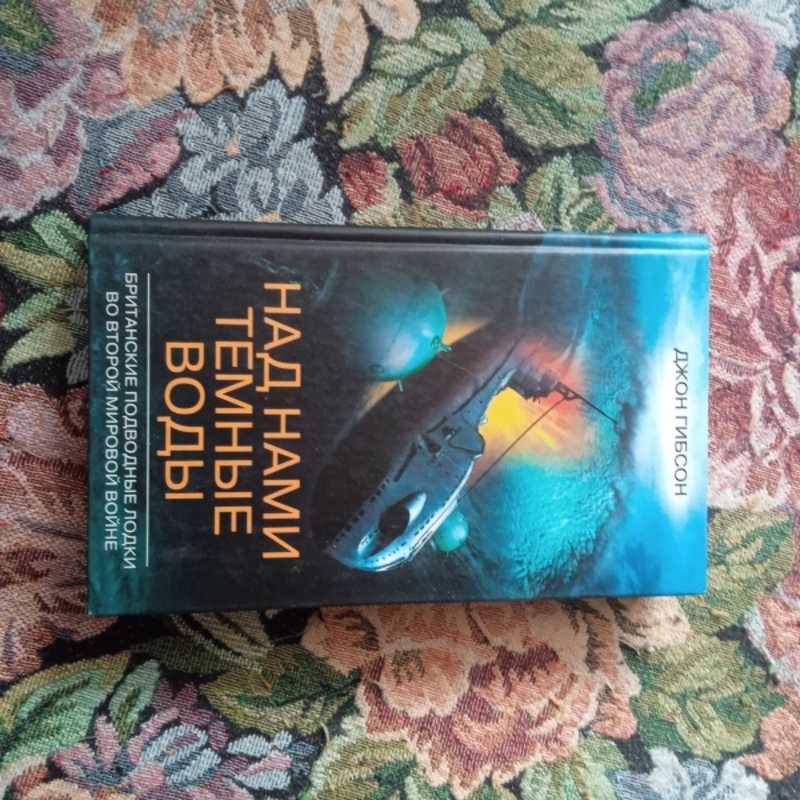 ДЖОН ГИБСОН
НАД НАМИ
ТЕМНЫЕ
ВОДЫ
БРИТАНСКИЕ ПОДВОДНЫЕ ЛОДКИ
ВО ВТОРОЙ МИРОВОЙ ВОЙНЕ